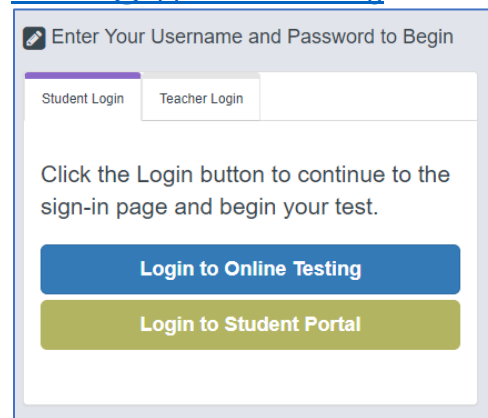 Enter Your Username and Password to Begin
Student Login
Teacher Login
Click the Login button to continue to the
sign-in page and begin your test.
Login to Online Testing
Login to Student Portal